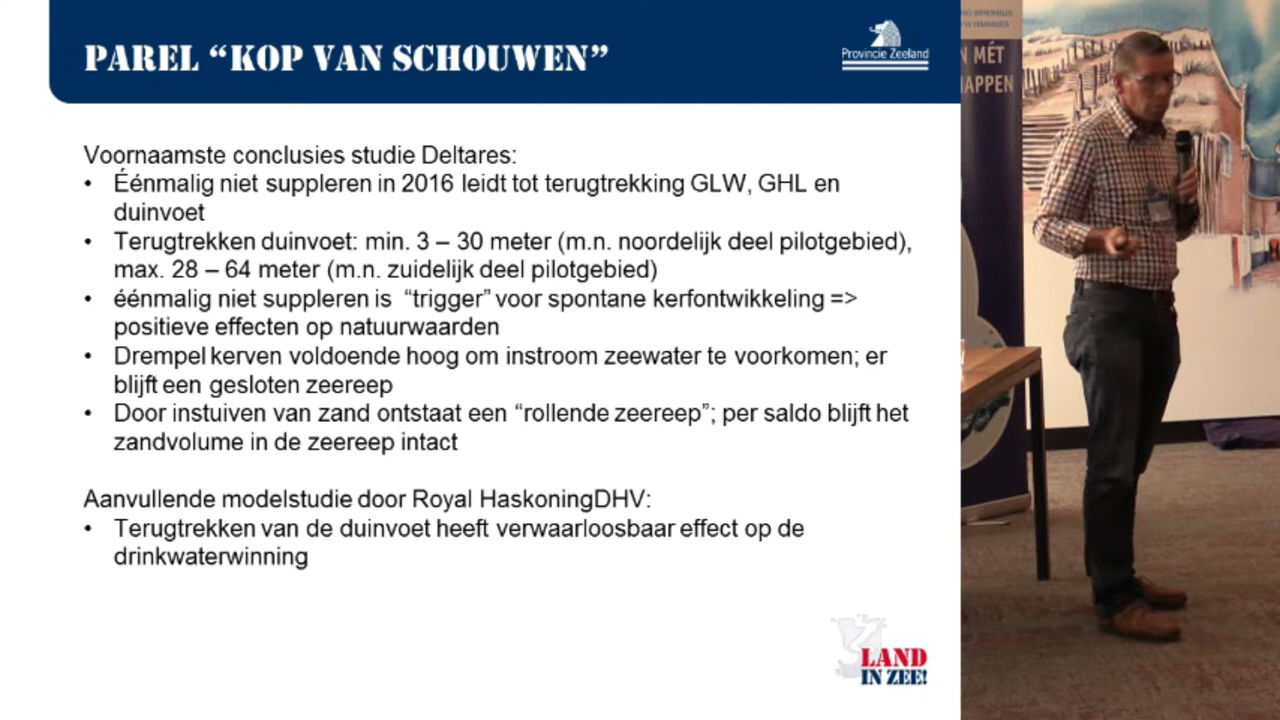 PAREL “KOP VAN SCHOUWEN”
Provincie Zeeland
Voornaamste conclusies studie Deltares:
• Éénmalig niet suppleren in 2016 leidt tot terugtrekking GLW, GHL en
duinvoet
• Terugtrekken duinvoet: min. 3 – 30 meter (m.n. noordelijk deel pilotgebied),
max. 28 – 64 meter (m.n. zuidelijk deel pilotgebied)
• éénmalig niet suppleren is “trigger” voor spontane kerfontwikkeling =>
positieve effecten op natuurwaarden
• Drempel kerven voldoende hoog om instroom zeewater te voorkomen; er
blijft een gesloten zeereep
• Door instuiven van zand ontstaat een “rollende zeereep”; per saldo blijft het
zandvolume in de zeereep intact
Aanvullende modelstudie door Royal HaskoningDHV:
• Terugtrekken van de duinvoet heeft verwaarloosbaar effect op de
drinkwaterwinning
LAND
IN ZEE!
N MÉT
APPEN